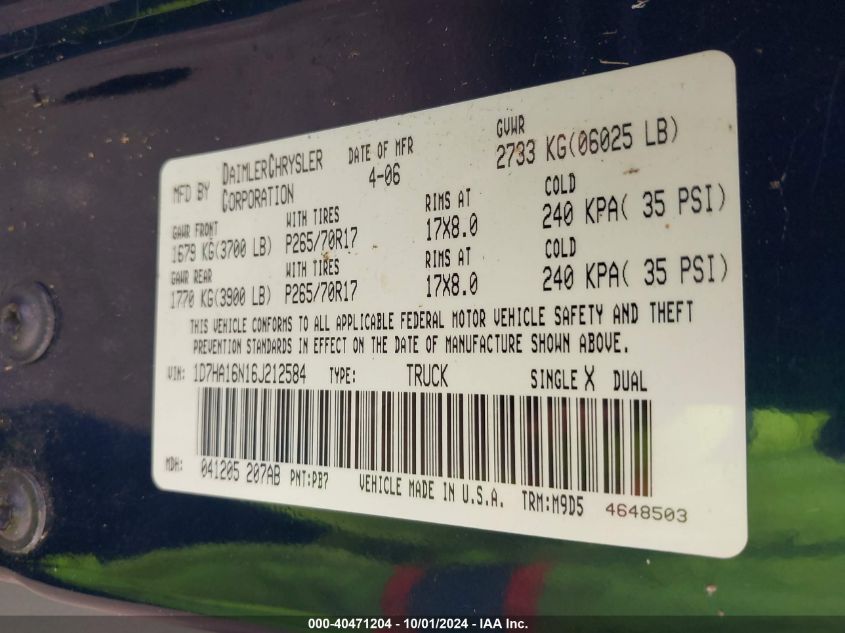 MFD BY DAIMLERCHRYSLER CORPORATION DATE OF MFR 4-06 GVWR 2733 KG(06025 LB)
GAWR FRONT WITH TIRES RIMS AT COLD
1679 KG(3700 LB) P265/70R17 17X8.0 240 KPA( 35 PSI)
GAWR REAR WITH TIRES RIMS AT COLD
1770 KG(3900 LB) P265/70R17 17X8.0 240 KPA( 35 PSI)
THIS VEHICLE CONFORMS TO ALL APPLICABLE FEDERAL MOTOR VEHICLE SAFETY AND THEFT
PREVENTION STANDARDS IN EFFECT ON THE DATE OF MANUFACTURE SHOWN ABOVE.
VIN: 1D7HA16N16J212584 TYPE: TRUCK SINGLE X DUAL
MDH: 041205 207AB PNT:PB7 VEHICLE MADE IN U.S.A. TRM:M9D5 4648503
000-40471204 - 10/01/2024 - IAA Inc.